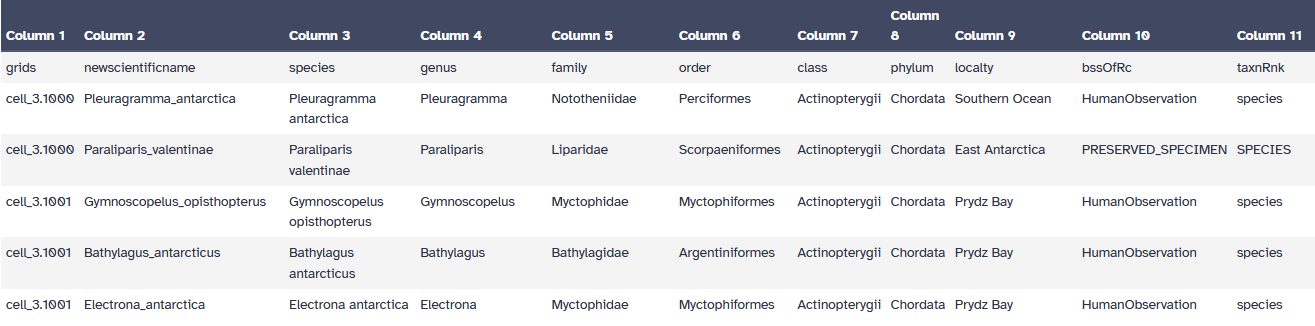 Column 1 Column 2 Column 3 Column 4 Column 5 Column 6 Column 7 Column 8 Column 9 Column 10 Column 11
grids newscientificname species genus family order class phylum localty bssOfRc taxnRnk
cell_3.1000 Pleuragramma_antarctica Pleuragramma antarctica Pleuragramma Nototheniidae Perciformes Actinopterygii Chordata Southern Ocean HumanObservation species
cell_3.1000 Paraliparis_valentinae Paraliparis valentinae Paraliparis Liparidae Scorpaeniformes Actinopterygii Chordata East Antarctica PRESERVED_SPECIMEN SPECIES
cell_3.1001 Gymnoscopelus_opisthopterus Gymnoscopelus opisthopterus Gymnoscopelus Myctophidae Myctophiformes Actinopterygii Chordata Prydz Bay HumanObservation species
cell_3.1001 Bathylagus_antarcticus Bathylagus antarcticus Bathylagus Bathylagidae Argentiniformes Actinopterygii Chordata Prydz Bay HumanObservation species
cell_3.1001 Electrona_antarctica Electrona antarctica Electrona Myctophidae Myctophiformes Actinopterygii Chordata Prydz Bay HumanObservation species